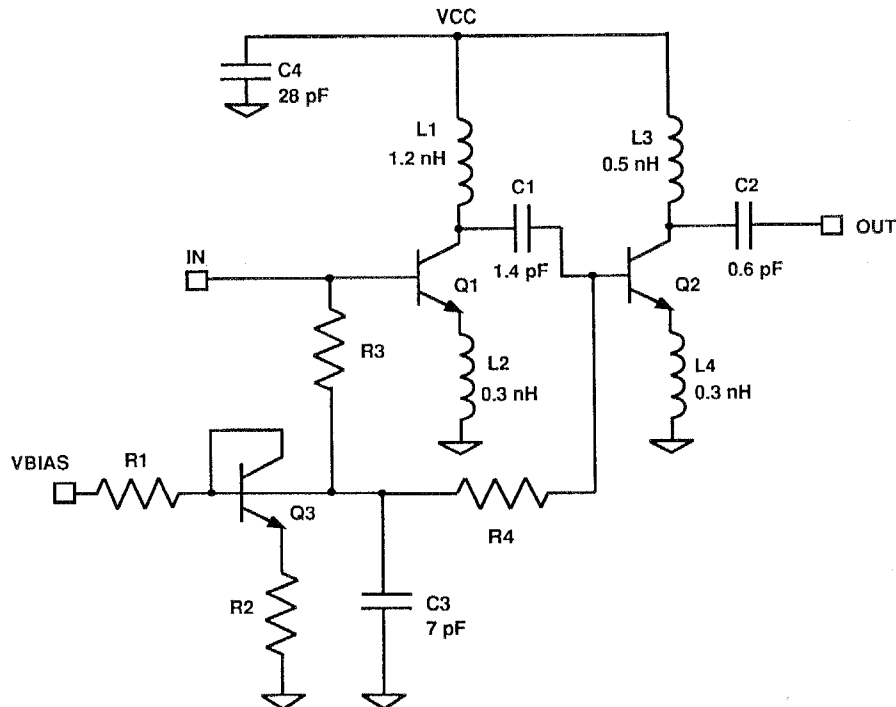 VCC
C4
28 pF
L1
1.2 nH
L3
0.5 nH
C1
1.4 pF
C2
0.6 pF
OUT
IN
Q1
Q2
R3
L2
0.3 nH
L4
0.3 nH
VBIAS
R1
Q3
R4
R2
C3
7 pF